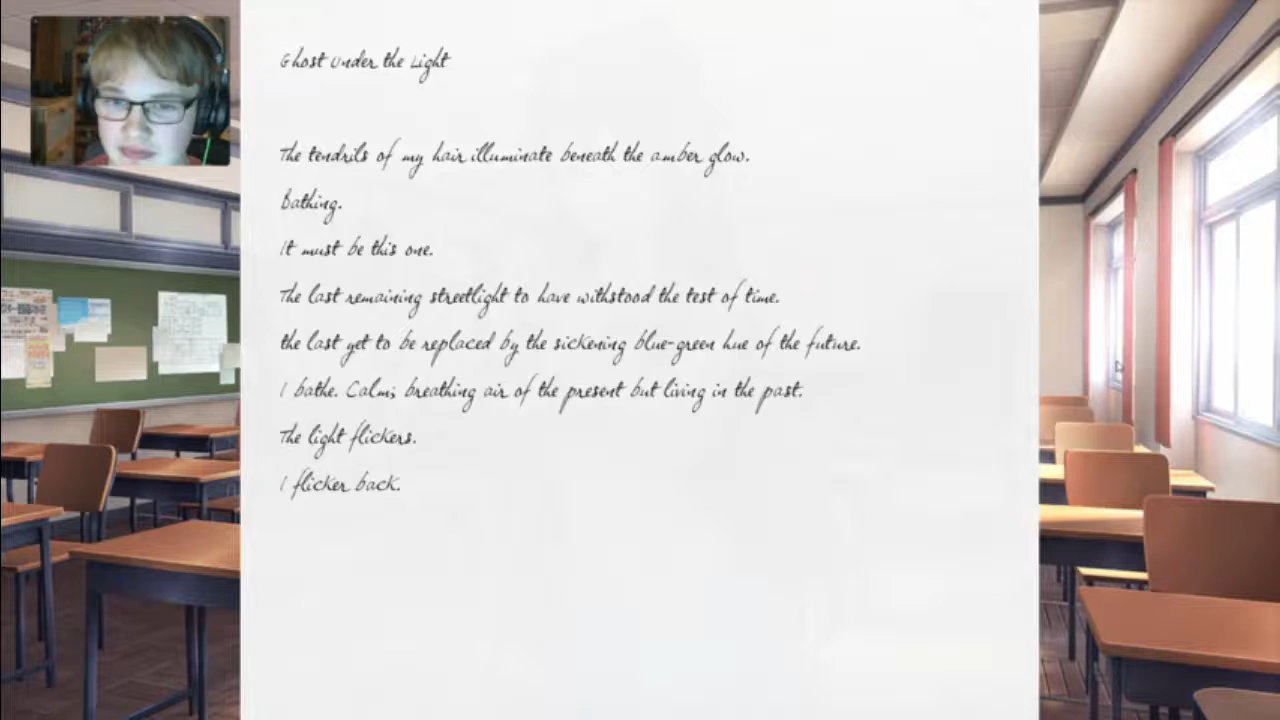 Ghost Under the Light
The tendrils of my hair illuminate beneath the amber glow.
Bathing.
It must be this one.
The last remaining streetlight to have withstood the test of time.
the last yet to be replaced by the sickening blue-green hue of the future.
I bathe. Calm; breathing air of the present but living in the past.
The light flickers.
I flicker back.